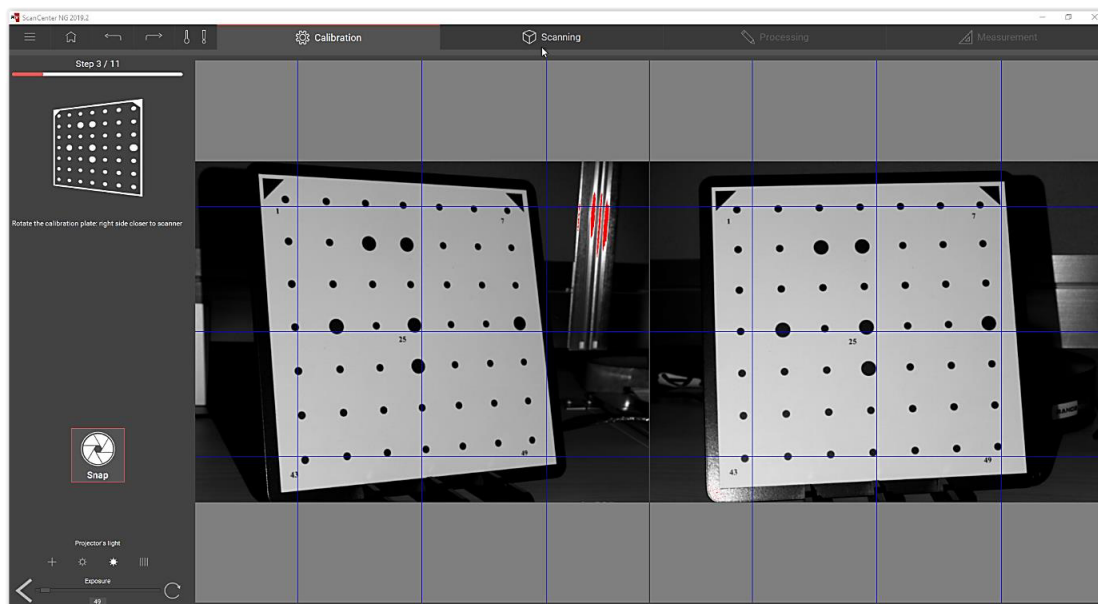 ScanCenter NG 2019.2
Calibration
Scanning
Processing
Measurement
Step 3 / 11
Rotate the calibration plate: right side closer to scanner
Snap
Projector's light
Exposure
49
1
7
25
43
49
1
7
25
43
49